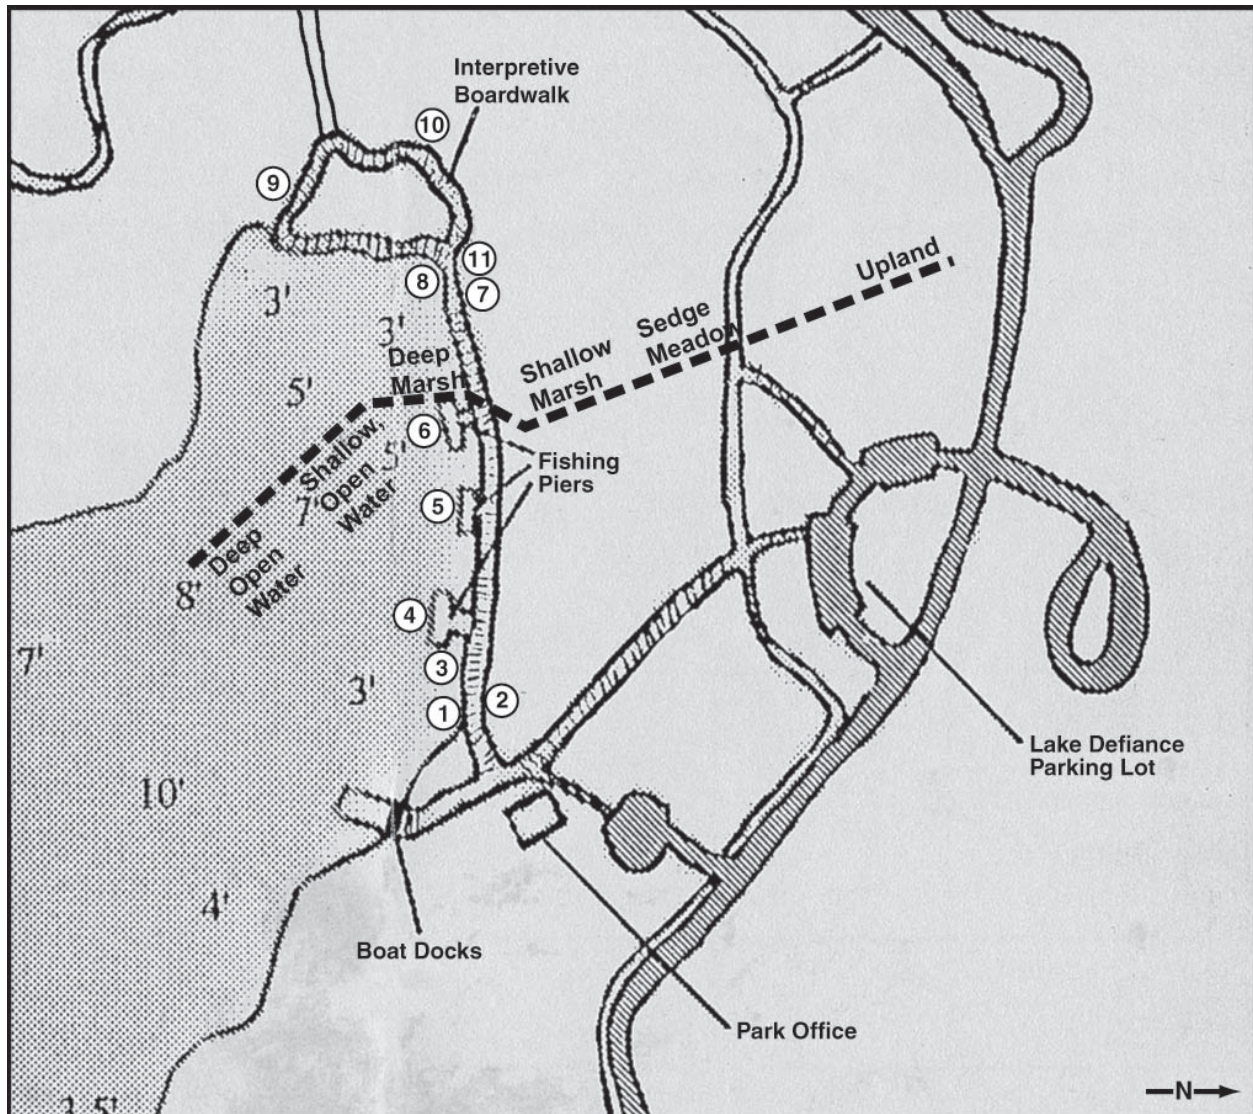 Interpretive
Boardwalk
10
9
11
8
7
Upland
3'
3'
Sedge
Meadow
Shallow
Marsh
Deep
Marsh
5'
6
5'
Shallow,
Open
Water
Fishing
Piers
7'
5
Deep
Open
Water
8'
4
7'
3
3'
1
2
Lake Defiance
Parking Lot
10'
4'
Boat Docks
Park Office
3.5'
N